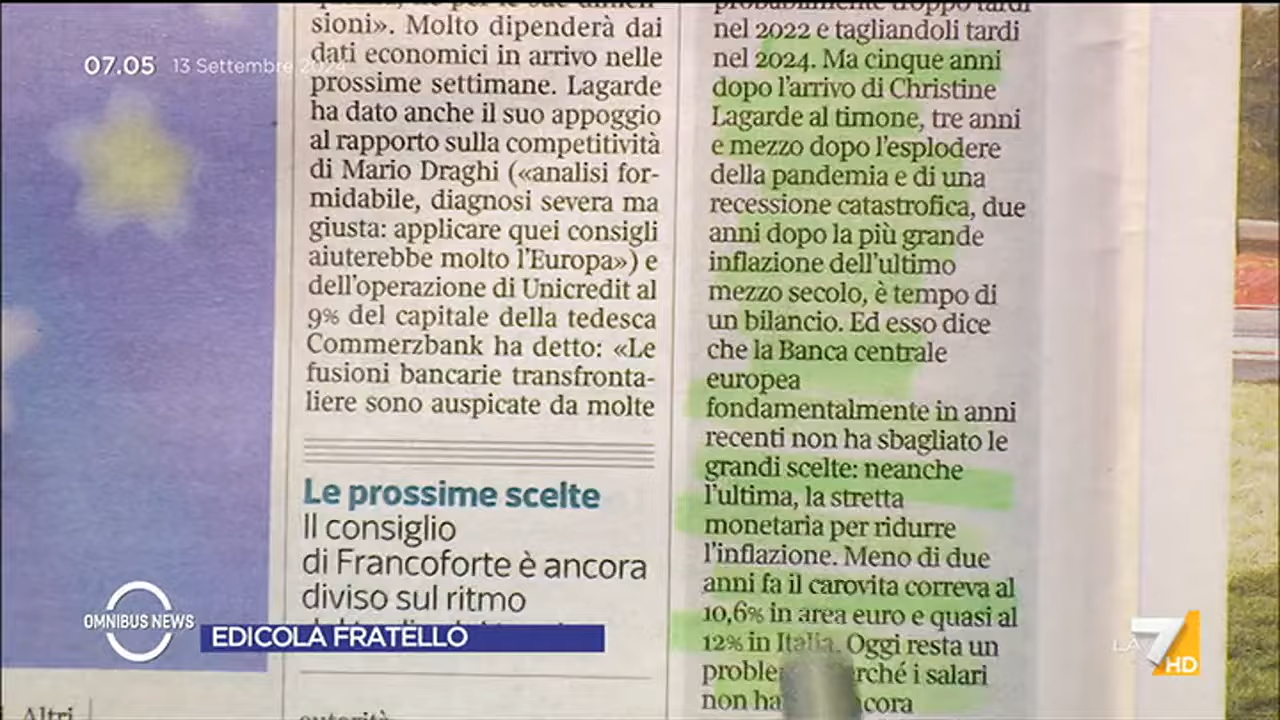 07.05 13 Settembre 2024
sioni». Molto dipenderà dai
dati economici in arrivo nelle
prossime settimane. Lagarde
ha dato anche il suo appoggio
al rapporto sulla competitività
di Mario Draghi («analisi for-
midabile, diagnosi severa ma
giusta: applicare quei consigli
aiuterebbe molto l'Europa») e
dell'operazione di Unicredit al
9% del capitale della tedesca
Commerzbank ha detto: «Le
fusioni bancarie transfronta-
liere sono auspicate da molte
Le prossime scelte
Il consiglio
di Francoforte è ancora
diviso sul ritmo
autorità
Altri
probabilmente troppo tardi
nel 2022 e tagliandoli tardi
nel 2024. Ma cinque anni
dopo l'arrivo di Christine
Lagarde al timone, tre anni
e mezzo dopo l'esplodere
della pandemia e di una
recessione catastrofica, due
anni dopo la più grande
inflazione dell'ultimo
mezzo secolo, è tempo di
un bilancio. Ed esso dice
che la Banca centrale
europea
fondamentalmente in anni
recenti non ha sbagliato le
grandi scelte: neanche
l'ultima, la stretta
monetaria per ridurre
l'inflazione. Meno di due
anni fa il carovita correva al
10,6% in area euro e quasi al
12% in Italia. Oggi resta un
i salari
non
OMNIBUS NEWS
EDICOLA FRATELLO
LA 7 HD